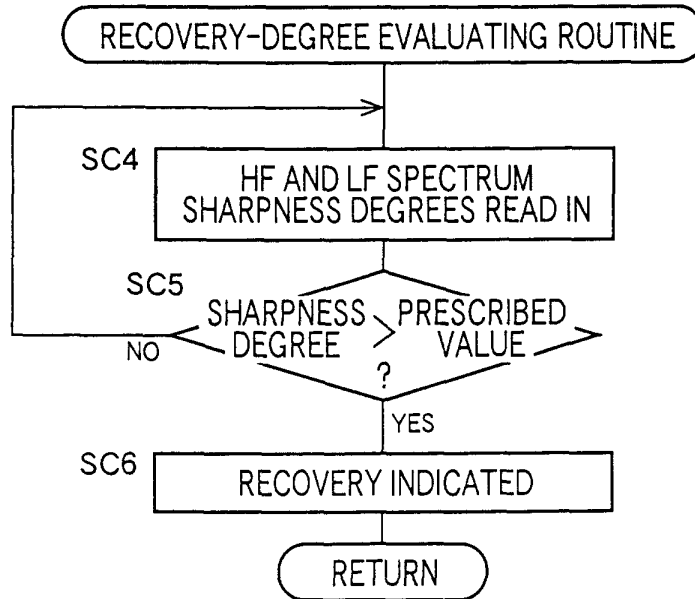 RECOVERY-DEGREE EVALUATING ROUTINE
SC4
HF AND LF SPECTRUM
SHARPNESS DEGREES READ IN
SC5
SHARPNESS DEGREE > PRESCRIBED VALUE
?
NO
YES
SC6
RECOVERY INDICATED
RETURN